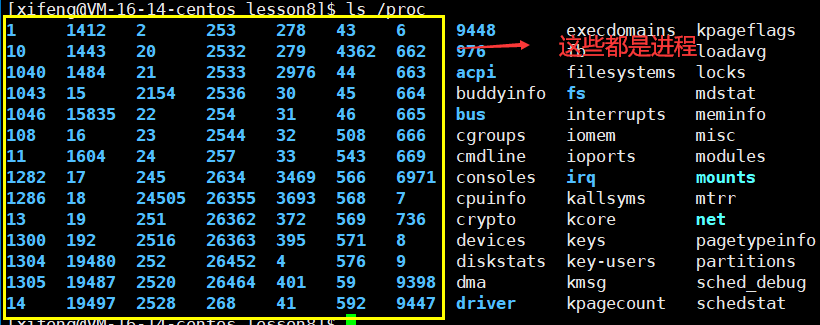 [xifeng@VM-16-14-centos lesson8]$ ls /proc
1 1412 2 253 278 43 6 9448 execdomains kpageflags
10 1443 20 2532 279 4362 662 976 fb loadavg
这些都是进程
1040 1484 21 2533 2976 44 663 acpi filesystems locks
1043 15 2154 2536 30 45 664 buddyinfo fs mdstat
1046 15835 22 254 31 46 665 bus interrupts meminfo
108 16 23 2544 32 508 666 cgroups iomem misc
11 1604 24 257 33 543 669 cmdline ioports modules
1282 17 245 2634 3469 566 6971 consoles irq mounts
1286 18 24505 26355 3693 568 7 cpuinfo kallsyms mtrr
13 19 251 26362 372 569 736 crypto kcore net
1300 192 2516 26363 395 571 8 devices keys pagetypeinfo
1304 19480 252 26452 4 576 9 diskstats key-users partitions
1305 19487 2520 26464 401 59 9398 dma kmsg sched_debug
14 19497 2528 268 41 592 9447 driver kpagecount schedstat
[xifeng@VM-16-14-centos lesson8]$